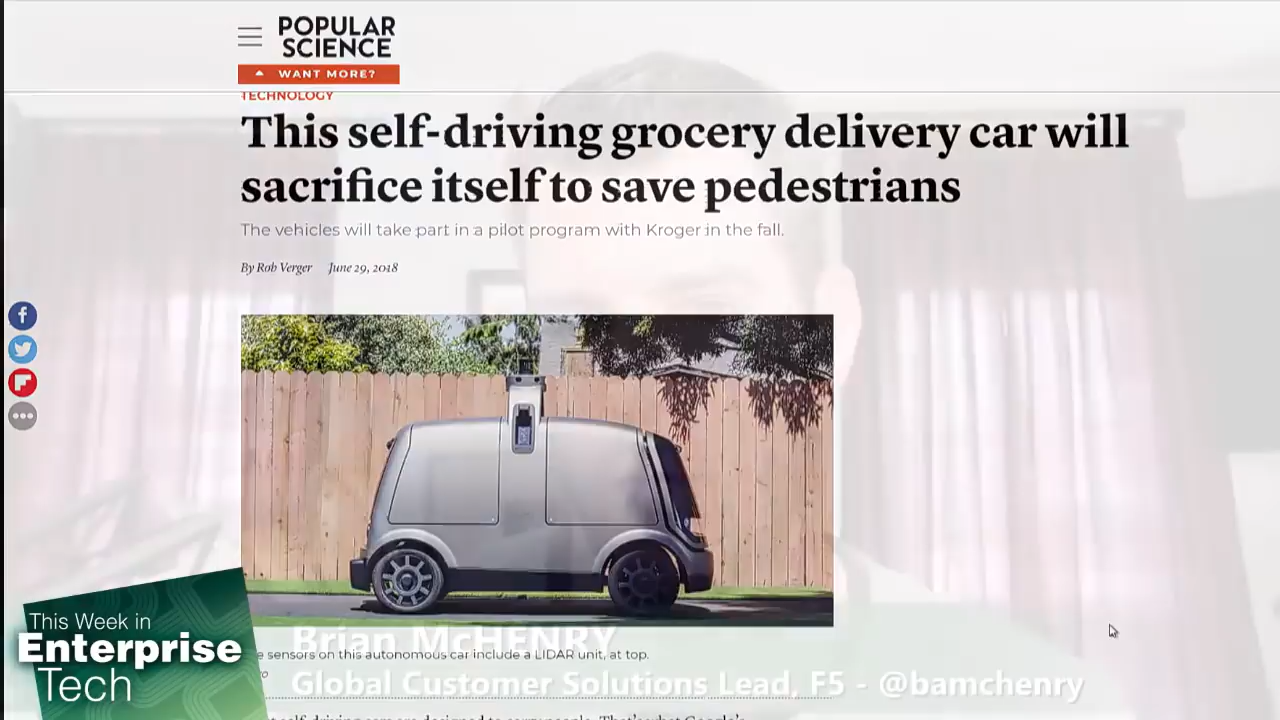 POPULAR
SCIENCE
WANT MORE?
TECHNOLOGY
This self-driving grocery delivery car will
sacrifice itself to save pedestrians
The vehicles will take part in a pilot program with Kroger in the fall.
By Rob Verger June 29, 2018
This Week in
Enterprise
Tech
Brian McHENRY
sensors on this autonomous car include a LIDAR unit, at top.
Global Customer Solutions Lead, F5 - @bamchenry